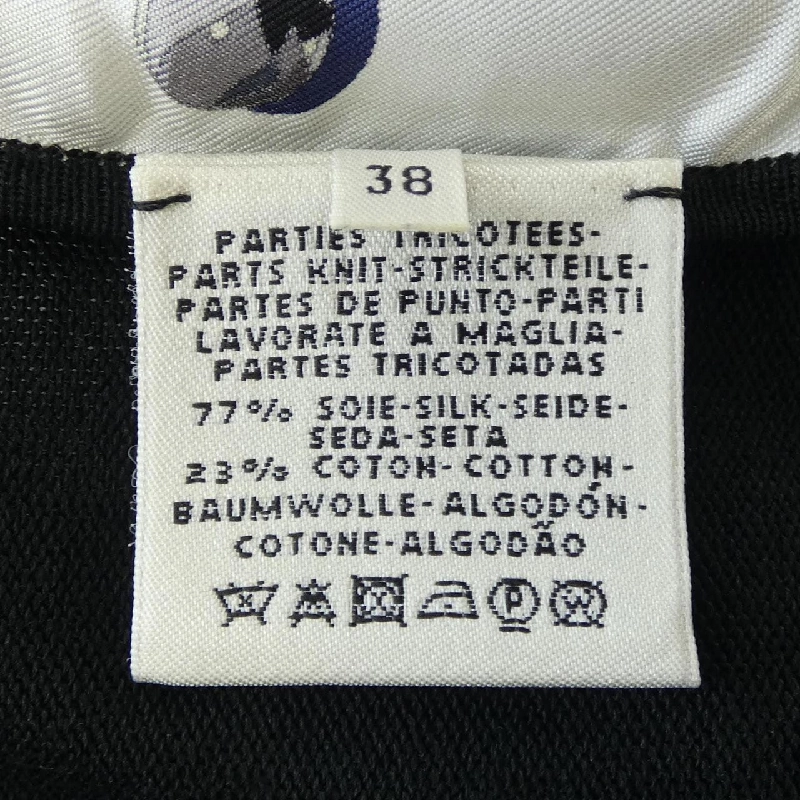 38
PARTIES TRICOTEES-
PARTS KNIT-STRICKTEILE-
PARTES DE PUNTO-PARTI
LAVORATE A MAGLIA-
PARTES TRICOTADAS
77% SOIE-SILK-SEIDE-
SEDA-SETA
23% COTON-COTTON-
BAUMWOLLE-ALGODÓN-
COTONE-ALGODÃO
P W